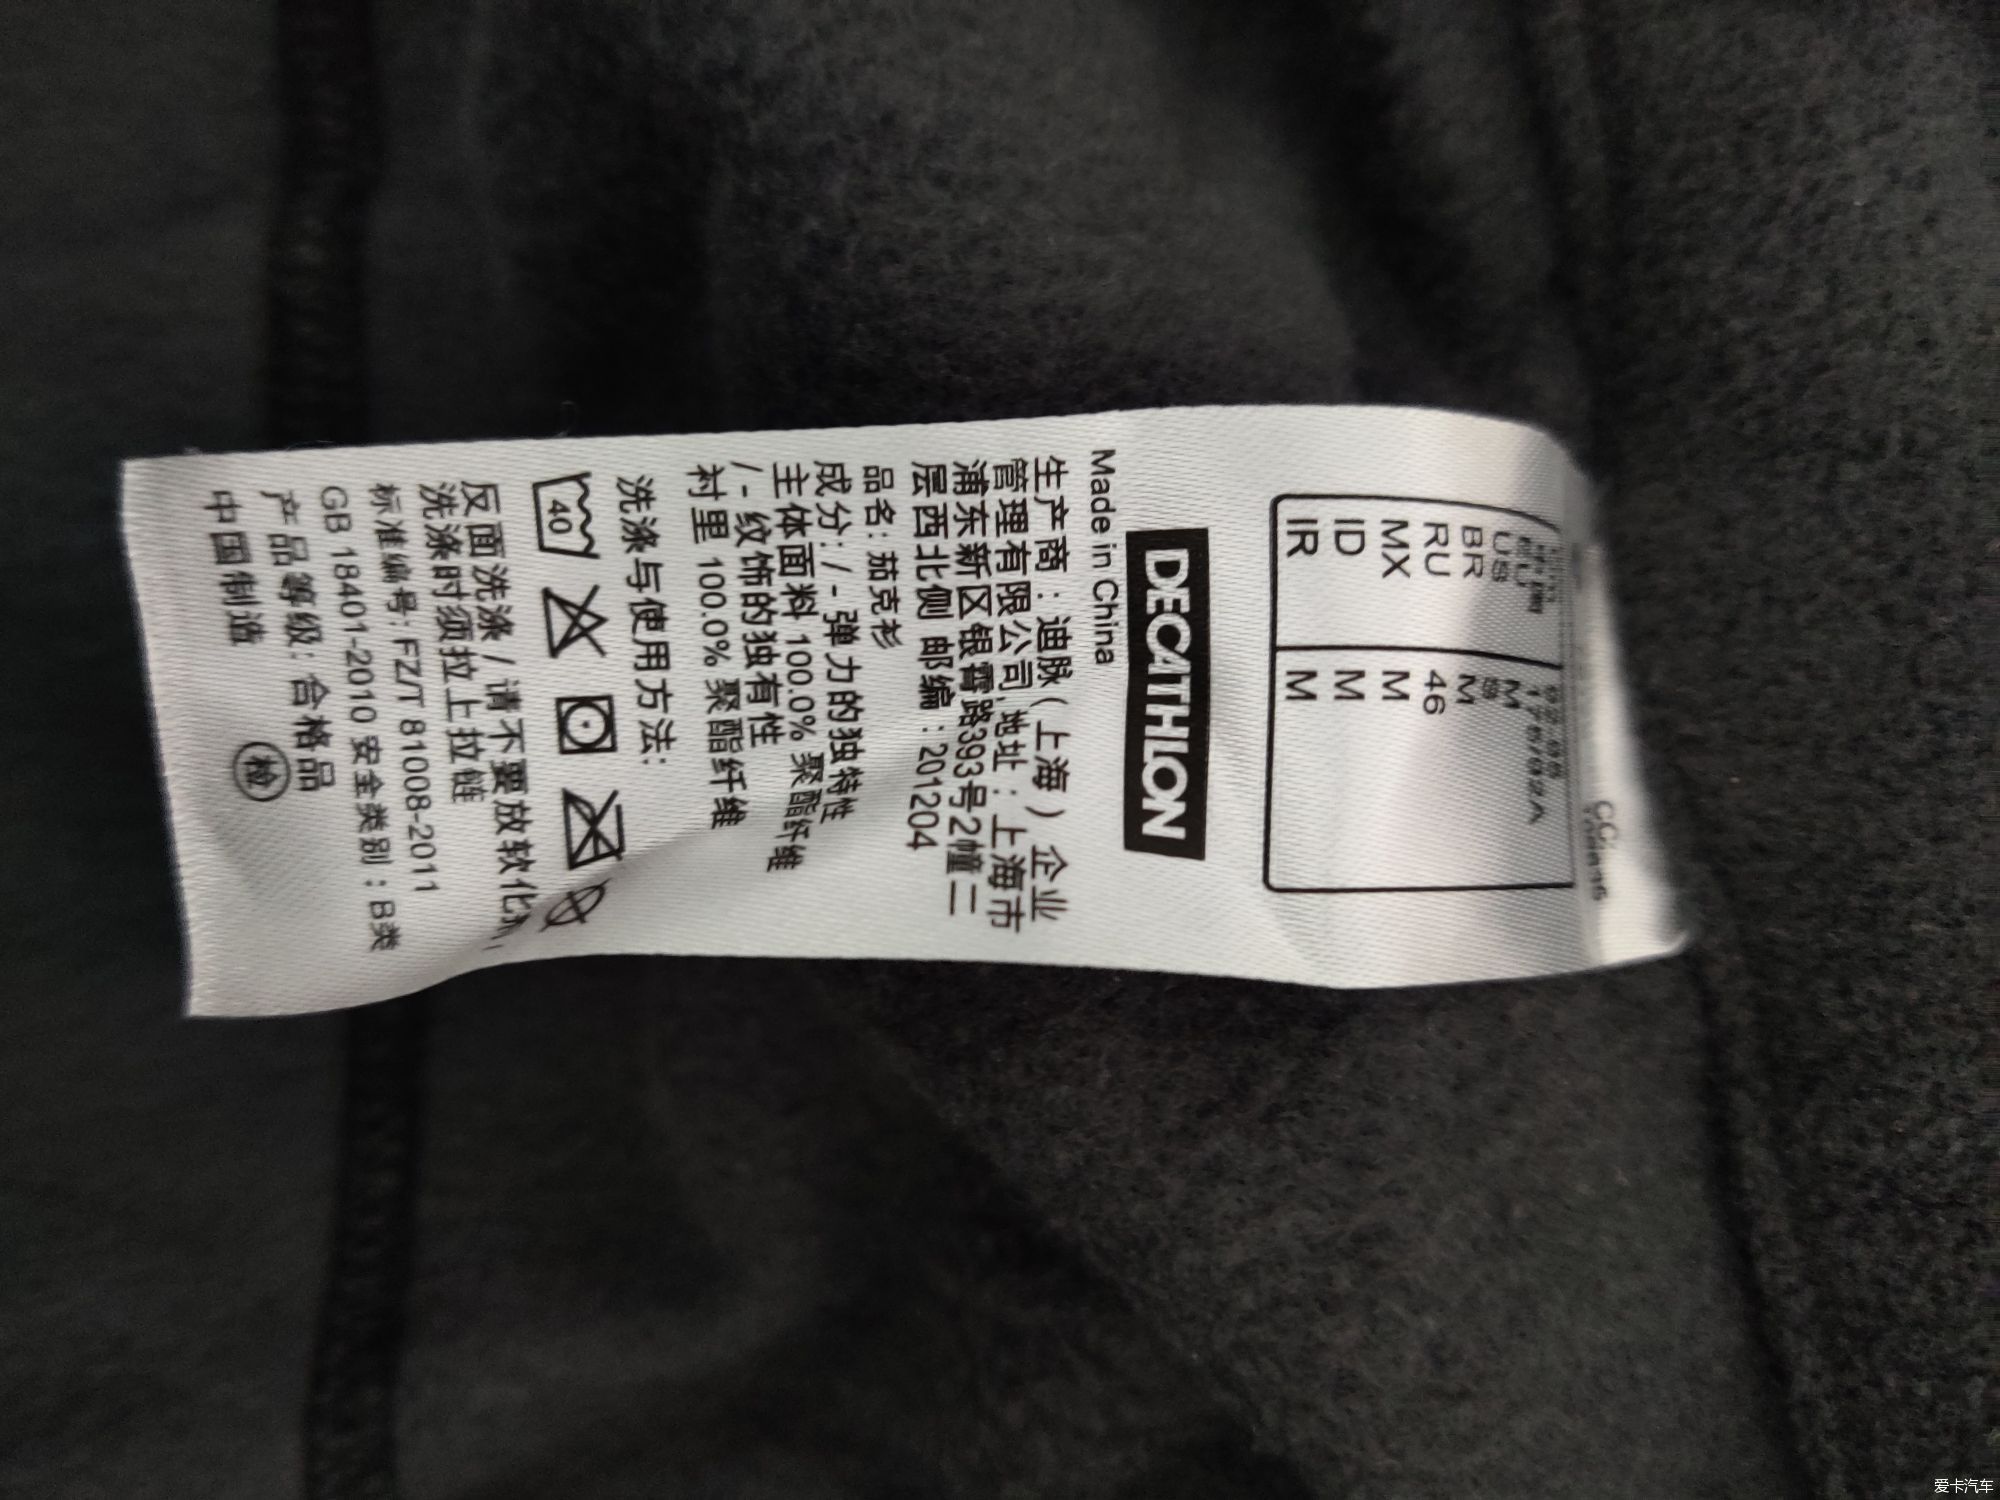 EU M
US S
BR M
RU 46
MX M
ID M
IR M
DECATHLON
Made in China
生产商：迪脉（上海）企业
管理有限公司,地址：上海市
浦东新区银霄路393号2幢二
层西北侧 邮编：201204
品名: 茄克衫
成分: / - 弹力的独特性
主体面料 100.0% 聚酯纤维
/ - 纹饰的独有性
衬里 100.0% 聚酯纤维
洗涤与使用方法:
40
反面洗涤 / 请不要放软化
洗涤时须拉上拉链
标准编号: FZ/T 81008-2011
GB 18401-2010 安全类别：B类
产品等级: 合格品
中国制造 检
爱卡汽车